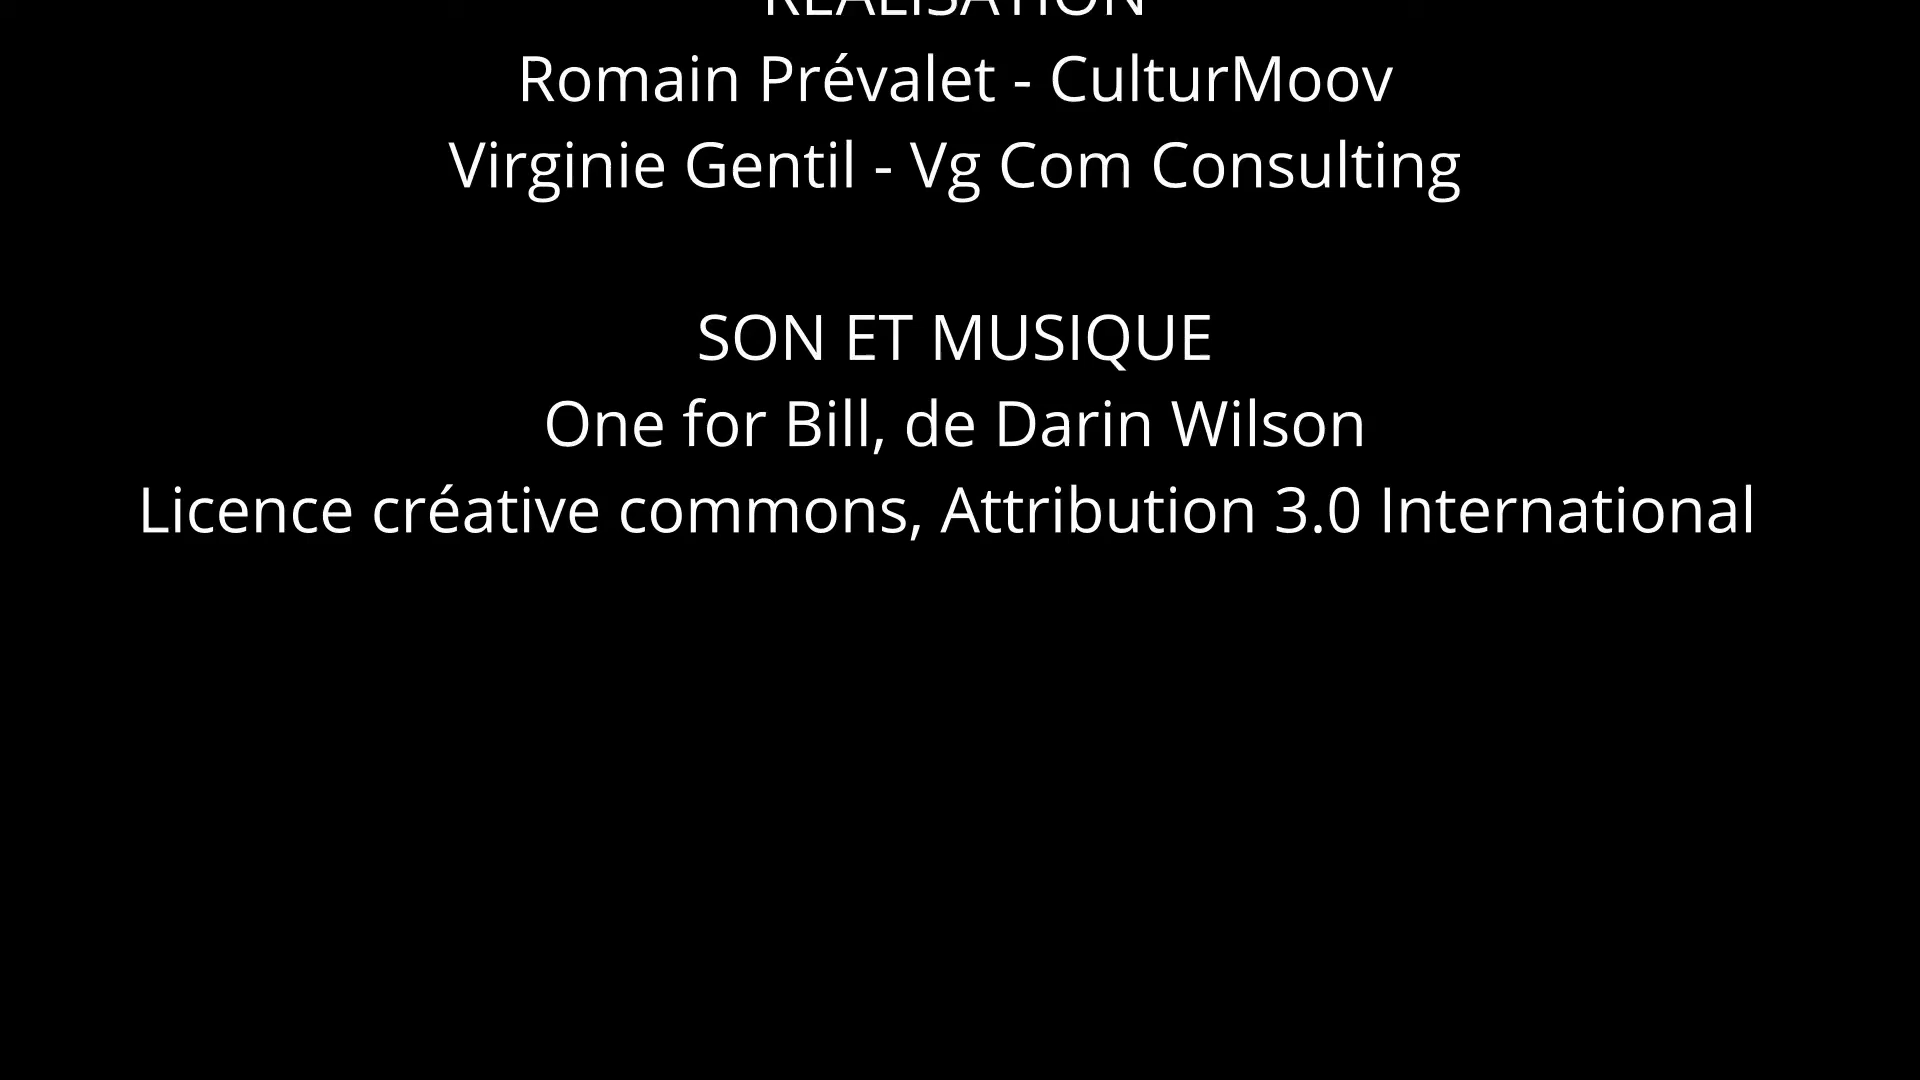 RÉALISATION
Romain Prévalet - CulturMoov
Virginie Gentil - Vg Com Consulting
SON ET MUSIQUE
One for Bill, de Darin Wilson
Licence créative commons, Attribution 3.0 International